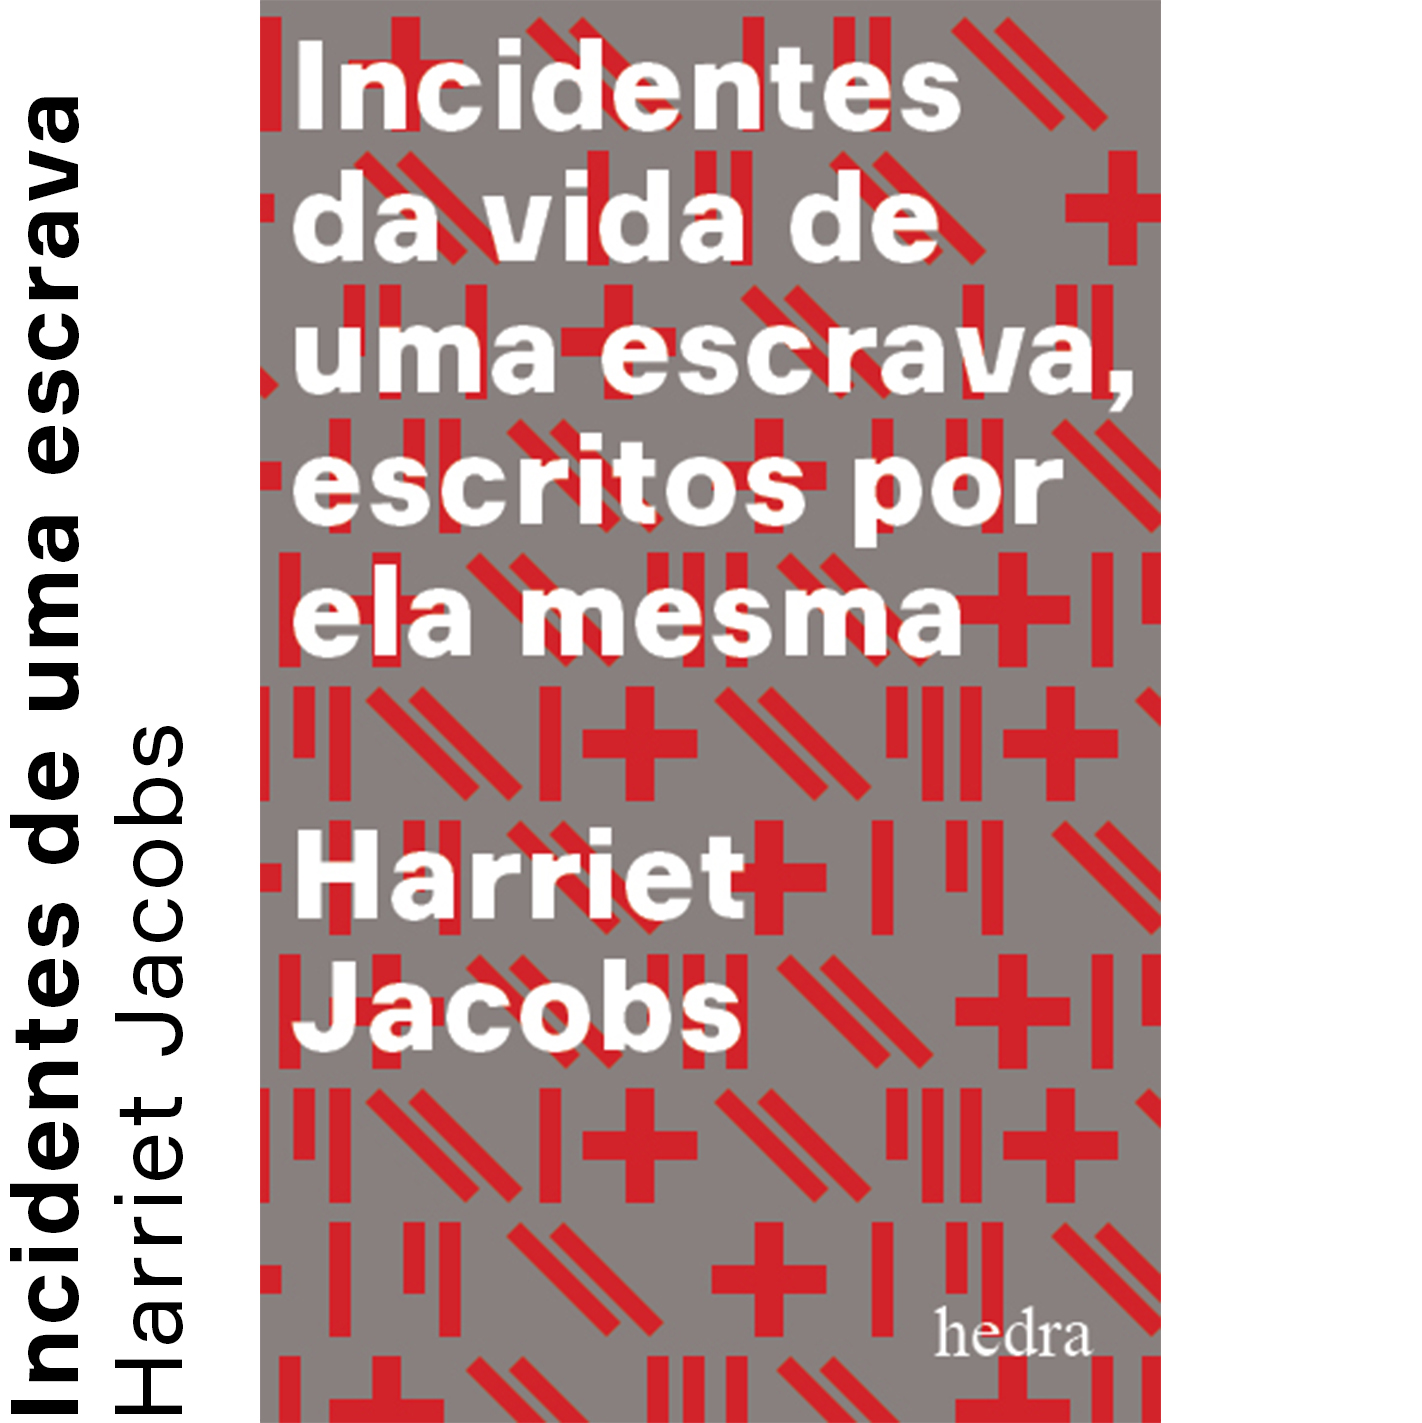 Incidentes de uma escrava
Harriet Jacobs
Incidentes
da vida de
uma escrava,
escritos por
ela mesma
Harriet
Jacobs
hedra